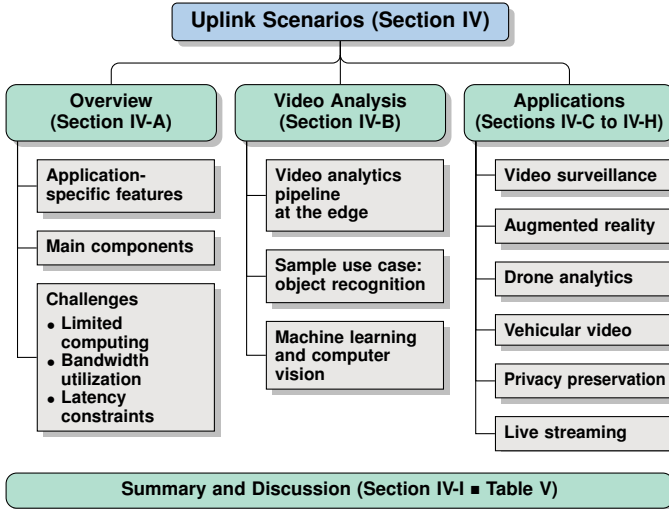 Uplink Scenarios (Section IV)
Overview
(Section IV-A)
Application-
specific features
Main components
Challenges
• Limited
computing
• Bandwidth
utilization
• Latency
constraints
Video Analysis
(Section IV-B)
Video analytics
pipeline
at the edge
Sample use case:
object recognition
Machine learning
and computer
vision
Applications
(Sections IV-C to IV-H)
Video surveillance
Augmented reality
Drone analytics
Vehicular video
Privacy preservation
Live streaming
Summary and Discussion (Section IV-I ■ Table V)